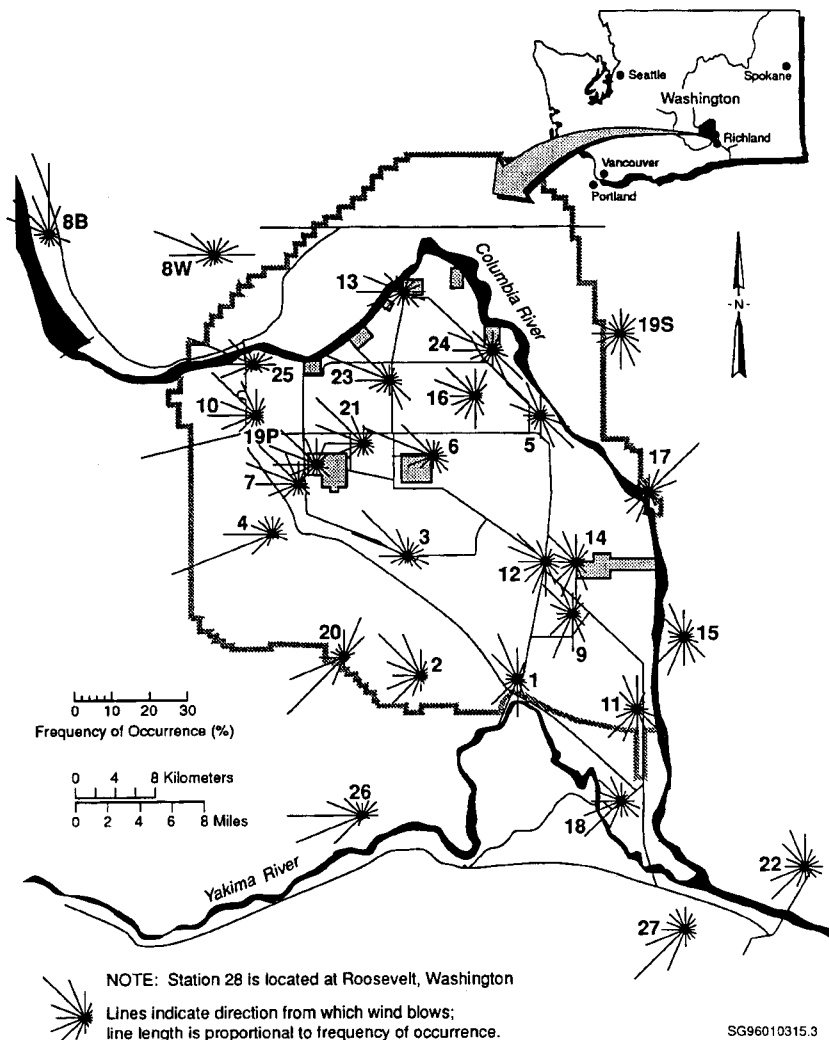 Seattle
Spokane
Washington
Richland
Vancouver
Portland
8B
8W
Columbia River
13
-N-
19S
24
25
23
16
10
21
5
19P
6
17
7
4
3
14
12
20
2
9
15
1
11
0 10 20 30
Frequency of Occurrence (%)
0 4 8 Kilometers
0 2 4 6 8 Miles
26
18
22
Yakima River
27
NOTE: Station 28 is located at Roosevelt, Washington
Lines indicate direction from which wind blows;
line length is proportional to frequency of occurrence.
SG96010315.3